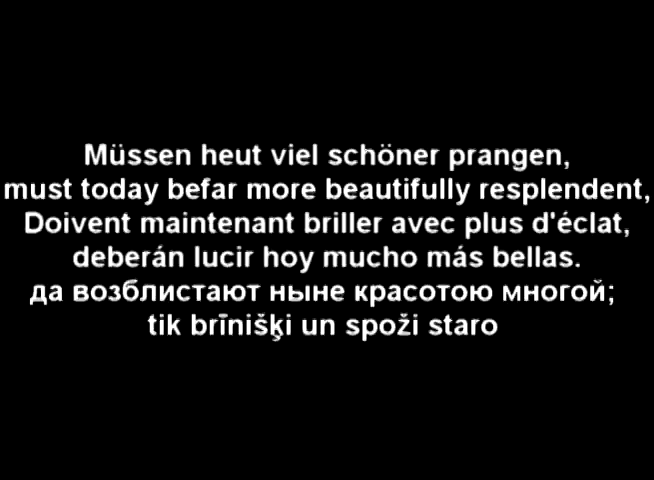 Müssen heut viel schöner prangen,
must today befar more beautifully resplendent,
Doivent maintenant briller avec plus d'éclat,
deberán lucir hoy mucho más bellas.
да возблистают ныне красотою многой;
tik brīnišķi un spoži staro